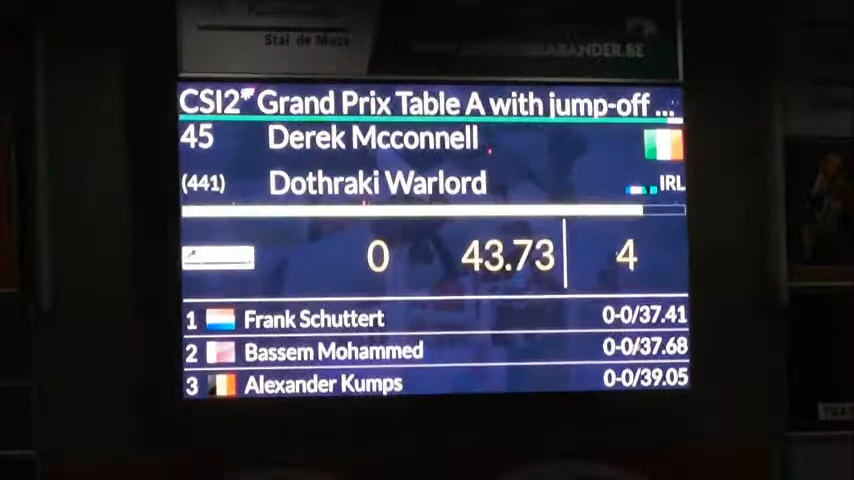 Stal de Muze
CSI2* Grand Prix Table A with jump-off ...
45 Derek Mcconnell
(441) Dothraki Warlord IRL
0 43.73 4
1 Frank Schuttert 0-0/37.41
2 Bassem Mohammed 0-0/37.68
3 Alexander Kumps 0-0/39.05